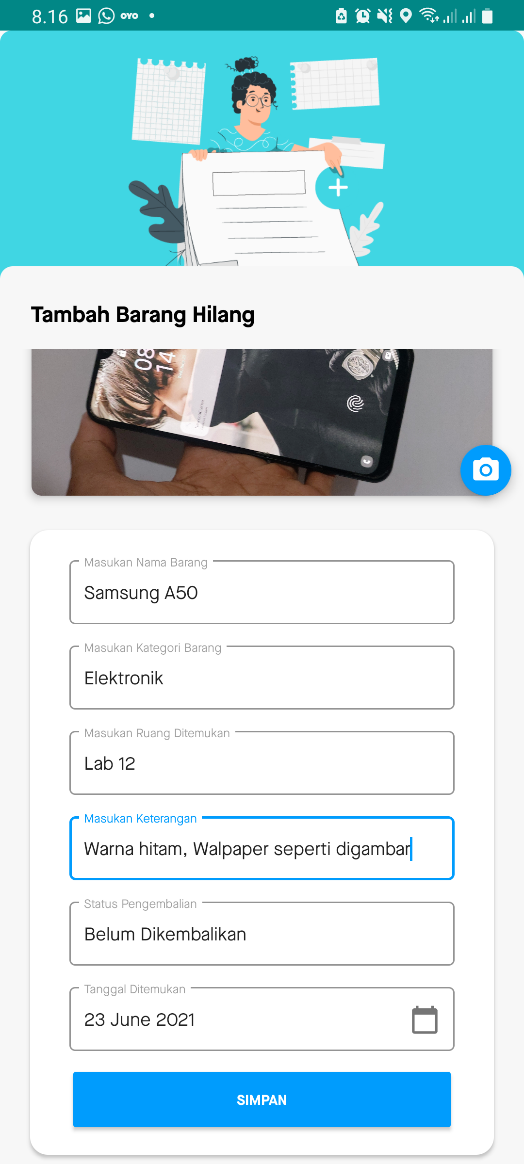 8.16 OVO
Tambah Barang Hilang
08
14
Masukan Nama Barang
Samsung A50
Masukan Kategori Barang
Elektronik
Masukan Ruang Ditemukan
Lab 12
Masukan Keterangan
Warna hitam, Walpaper seperti digambar
Status Pengembalian
Belum Dikembalikan
Tanggal Ditemukan
23 June 2021
SIMPAN